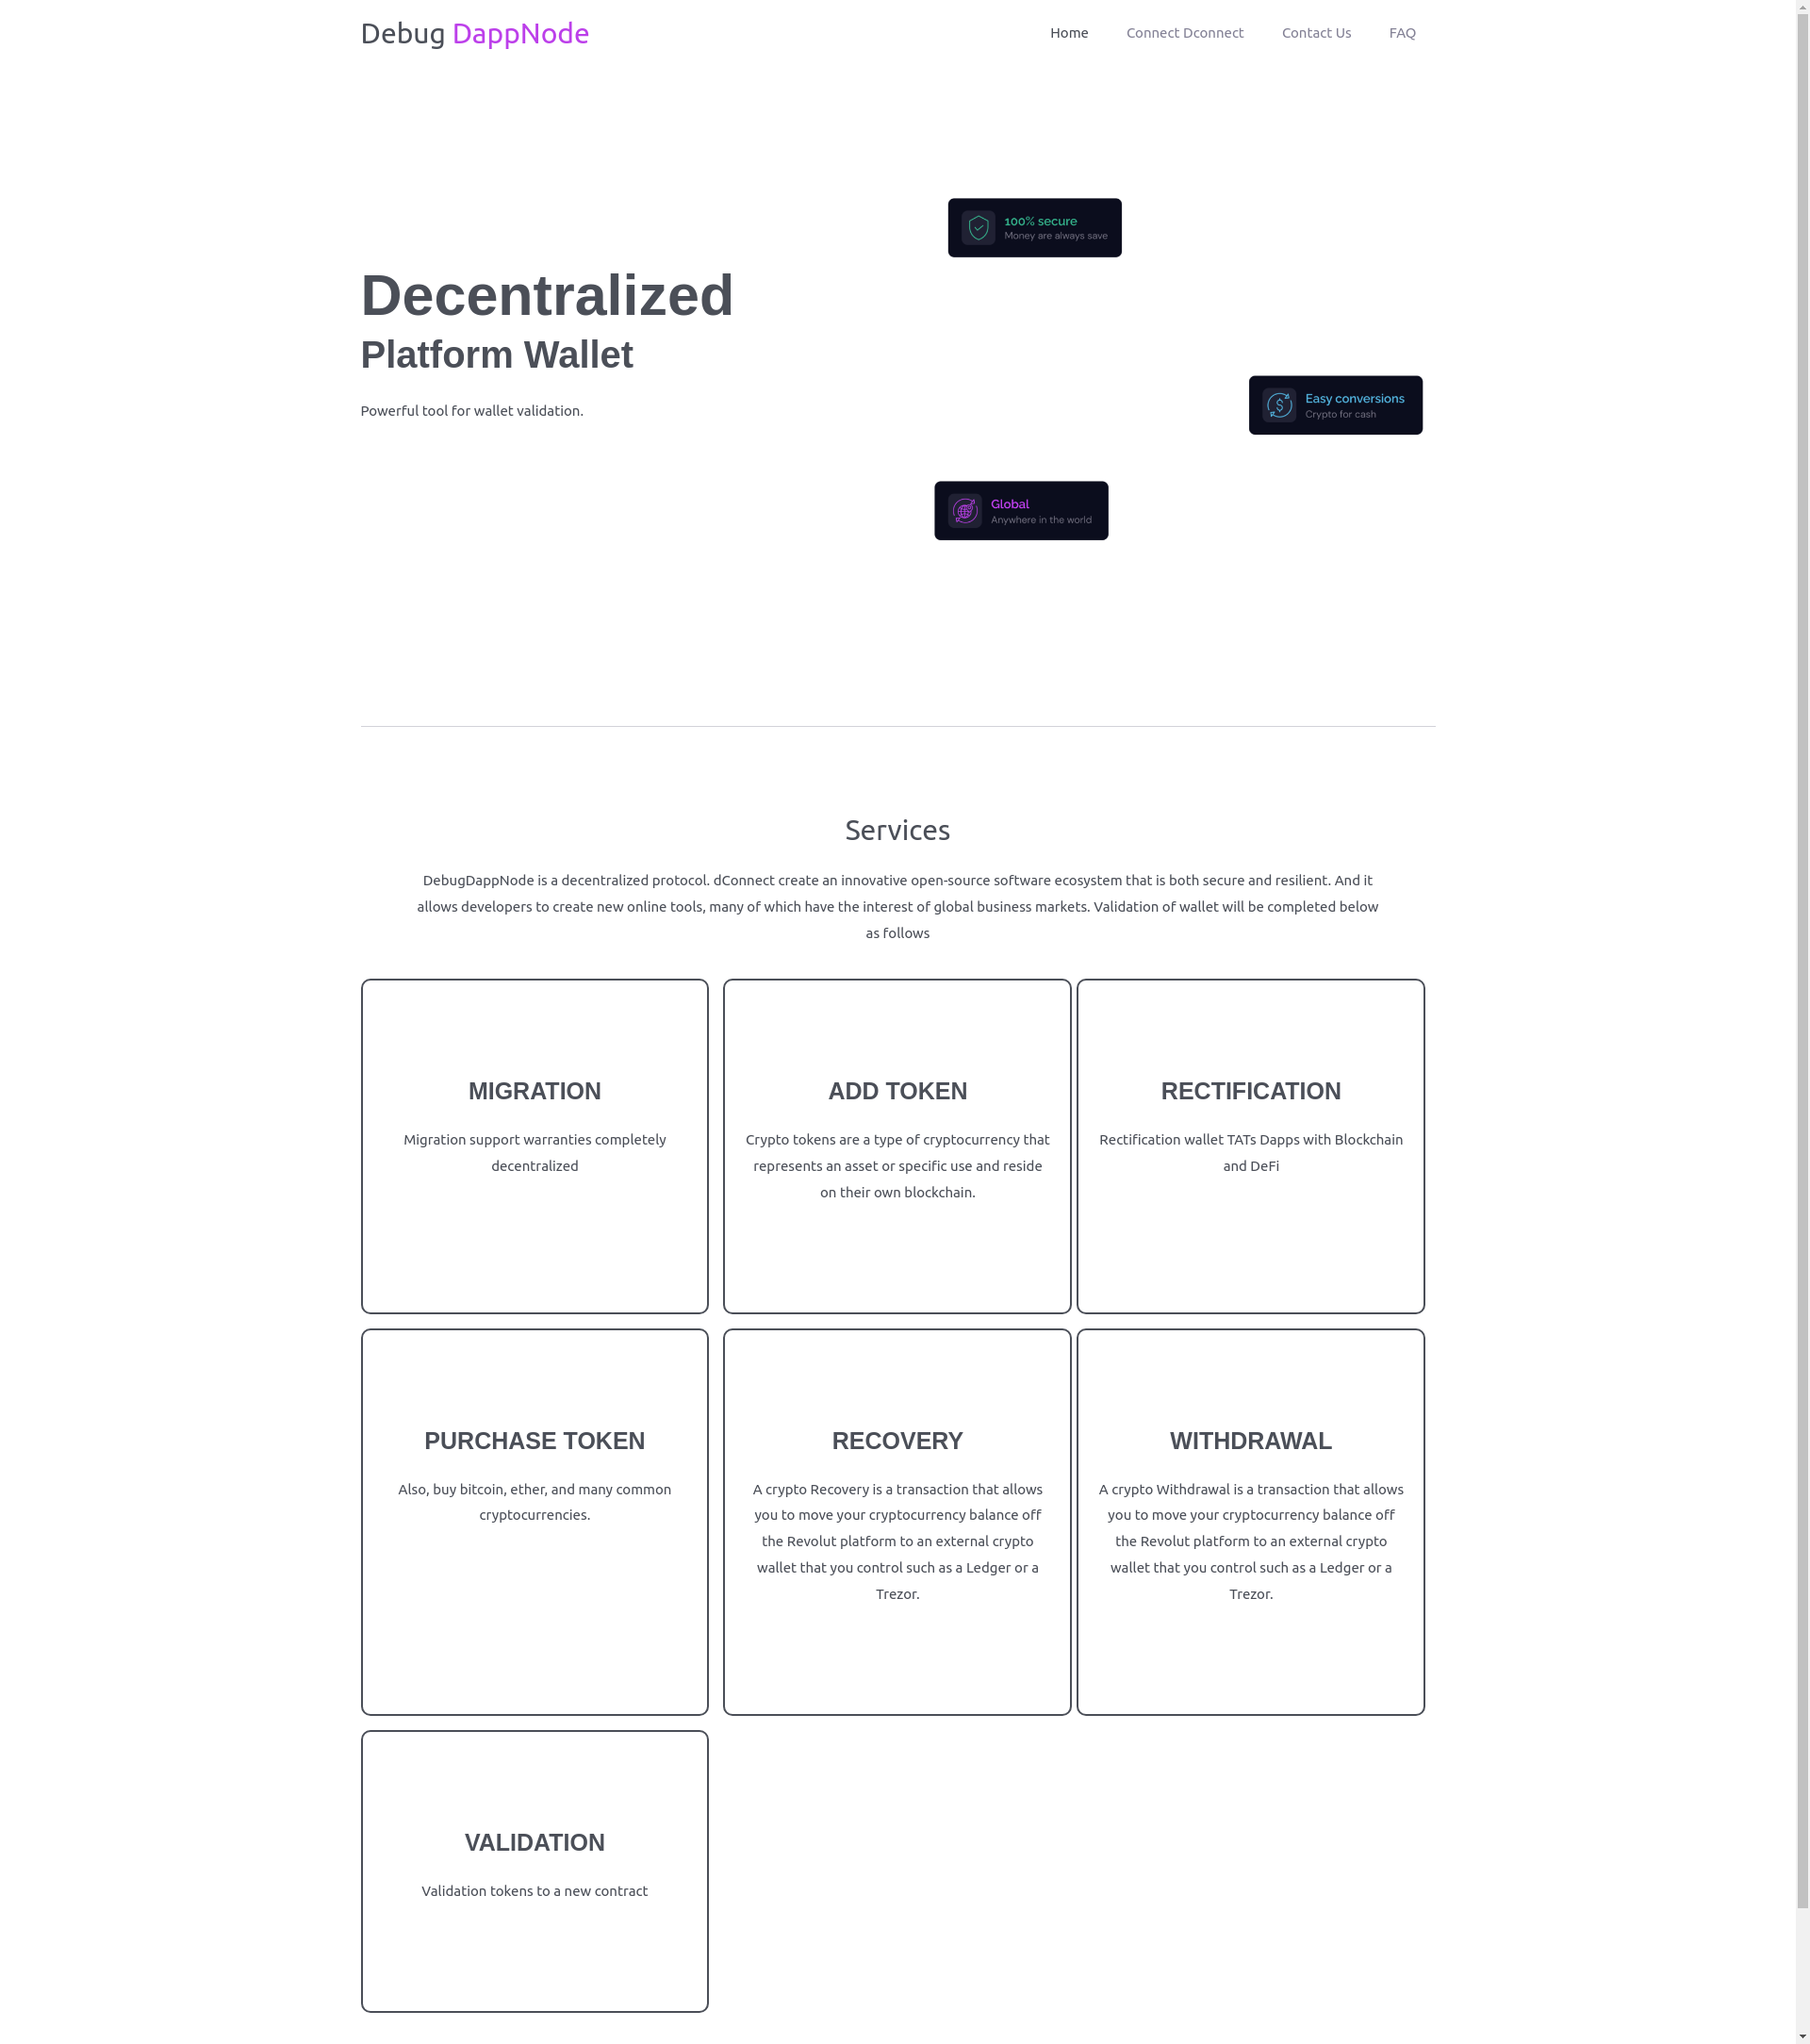 Debug DappNode
Home
Connect Dconnect
Contact Us
FAQ
100% secure
Money are always save
Decentralized
Platform Wallet
Powerful tool for wallet validation.
Easy conversions
Crypto for cash
Global
Anywhere in the world
Services
DebugDappNode is a decentralized protocol. dConnect create an innovative open-source software ecosystem that is both secure and resilient. And it
allows developers to create new online tools, many of which have the interest of global business markets. Validation of wallet will be completed below
as follows
MIGRATION
Migration support warranties completely
decentralized
ADD TOKEN
Crypto tokens are a type of cryptocurrency that
represents an asset or specific use and reside
on their own blockchain.
RECTIFICATION
Rectification wallet TATs Dapps with Blockchain
and DeFi
PURCHASE TOKEN
Also, buy bitcoin, ether, and many common
cryptocurrencies.
RECOVERY
A crypto Recovery is a transaction that allows
you to move your cryptocurrency balance off
the Revolut platform to an external crypto
wallet that you control such as a Ledger or a
Trezor.
WITHDRAWAL
A crypto Withdrawal is a transaction that allows
you to move your cryptocurrency balance off
the Revolut platform to an external crypto
wallet that you control such as a Ledger or a
Trezor.
VALIDATION
Validation tokens to a new contract